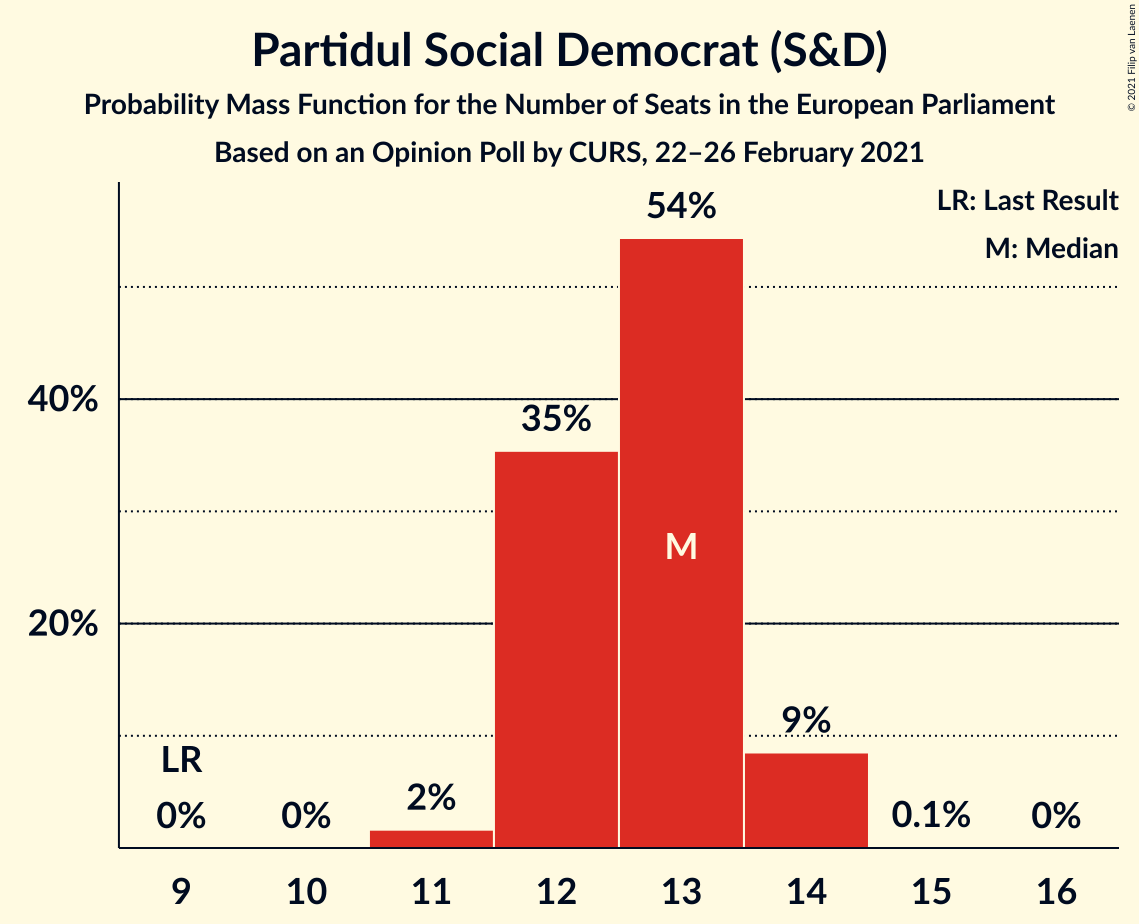 Partidul Social Democrat (S&D)
Probability Mass Function for the Number of Seats in the European Parliament
Based on an Opinion Poll by CURS, 22–26 February 2021
© 2021 Filip van Laenen
LR: Last Result
M: Median
54%
40%
35%
M
20%
9%
LR
0%
0%
2%
0.1%
0%
9
10
11
12
13
14
15
16